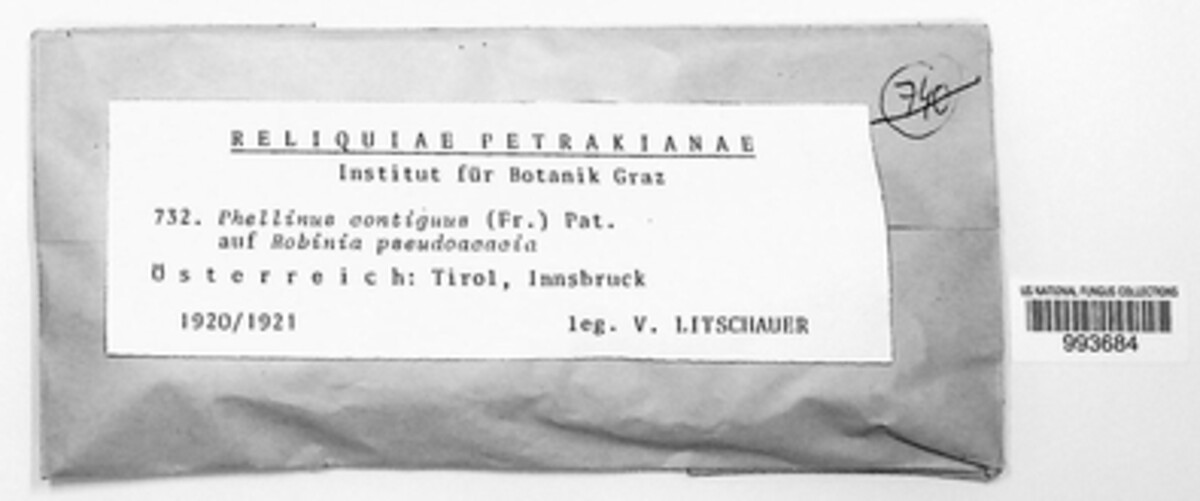 740
RELIQUIAE PETRAKIANAE
Institut für Botanik Graz
732. Phellinus contiguus (Fr.) Pat.
auf Robinia pseudoacacia
Österreich: Tirol, Innsbruck
1920/1921 leg. V. LITSCHAUER
US NATIONAL FUNGUS COLLECTIONS
993684